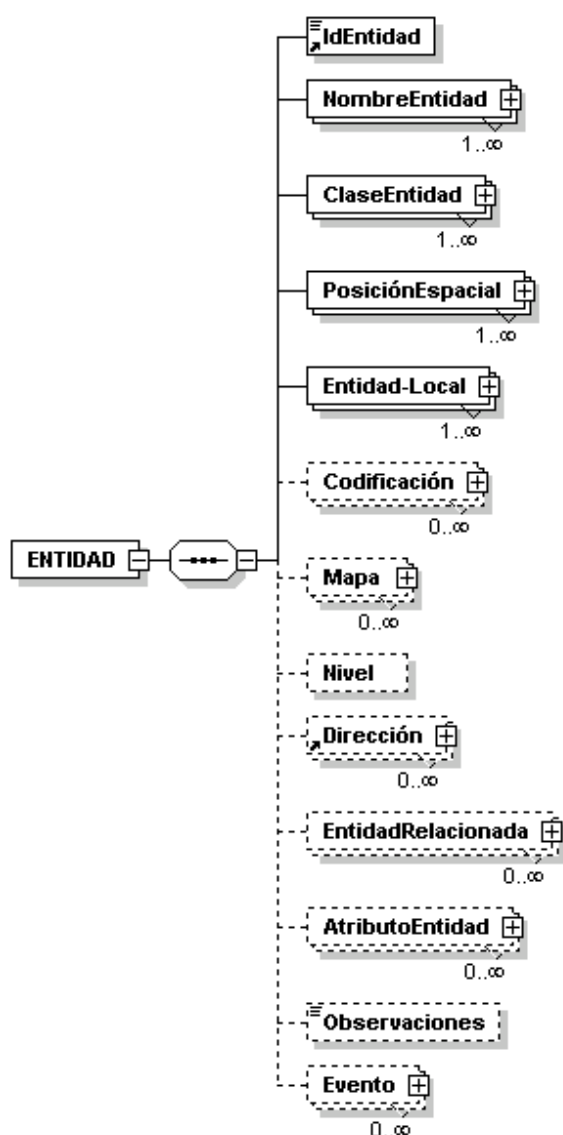 IdEntidad
NombreEntidad
1..∞
ClaseEntidad
1..∞
PosiciónEspacial
1..∞
Entidad-Local
1..∞
Codificación
0..∞
ENTIDAD
Mapa
0..∞
Nivel
Dirección
0..∞
EntidadRelacionada
0..∞
AtributoEntidad
0..∞
Observaciones
Evento
0..∞